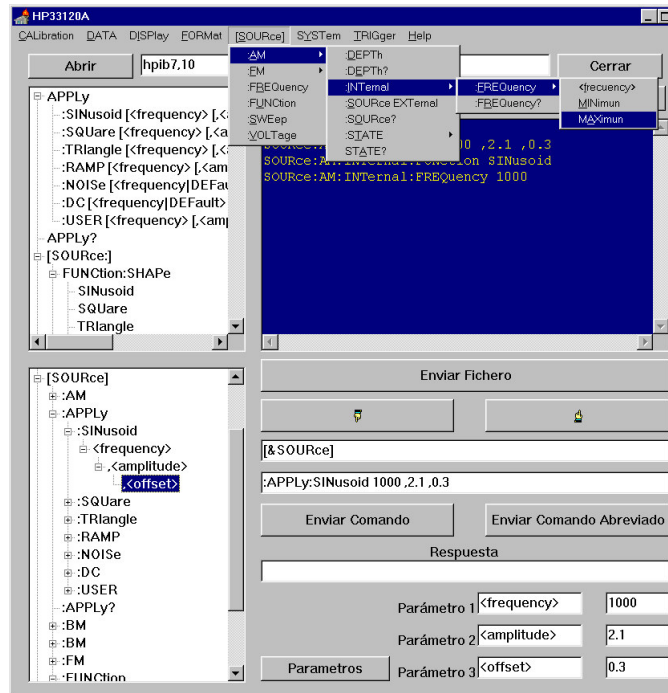 HP33120A
CALibration DATA DISPlay FORMat [SOURce] SYSTem TRIGger Help
Abrir
hpib7,10
Cerrar
:AM
:FM
:FREQuency
:FUNCtion
:SWEep
:VOLTage
:DEPTh
:DEPTh?
:INTernal
:SOURce EXTernal
:SOURce?
:STATE
STATE?
:FREQuency
:FREQuency?
<frecuency>
MINimun
MAXimun
APPLy
:SINusoid [<frequency> [,<
:SQUare [<frequency> [,<a
:TRIangle [<frequency> [,<
:RAMP [<frequency> [,<am
:NOISe [<frequency|DEFau
:DC [<frequency|DEFault>
:USER [<frequency> [,<amp
APPLy?
[SOURce:]
FUNCtion:SHAPe
SINusoid
SQUare
TRIangle
00 ,2.1 ,0.3
SOURce:AM:INTernal:Function SINusoid
SOURce:AM:INTernal:FREQuency 1000
[SOURce]
:AM
:APPLy
:SINusoid
<frequency>
,<amplitude>
,<offset>
:SQUare
:TRIangle
:RAMP
:NOISe
:DC
:USER
:APPLy?
:BM
:BM
:FM
:FUNCtion
Enviar Fichero
[&SOURce]
:APPLy:SINusoid 1000 ,2.1 ,0.3
Enviar Comando
Enviar Comando Abreviado
Respuesta
Parámetro 1 <frequency> 1000
Parámetro 2 <amplitude> 2.1
Parametros
Parámetro 3 <offset> 0.3